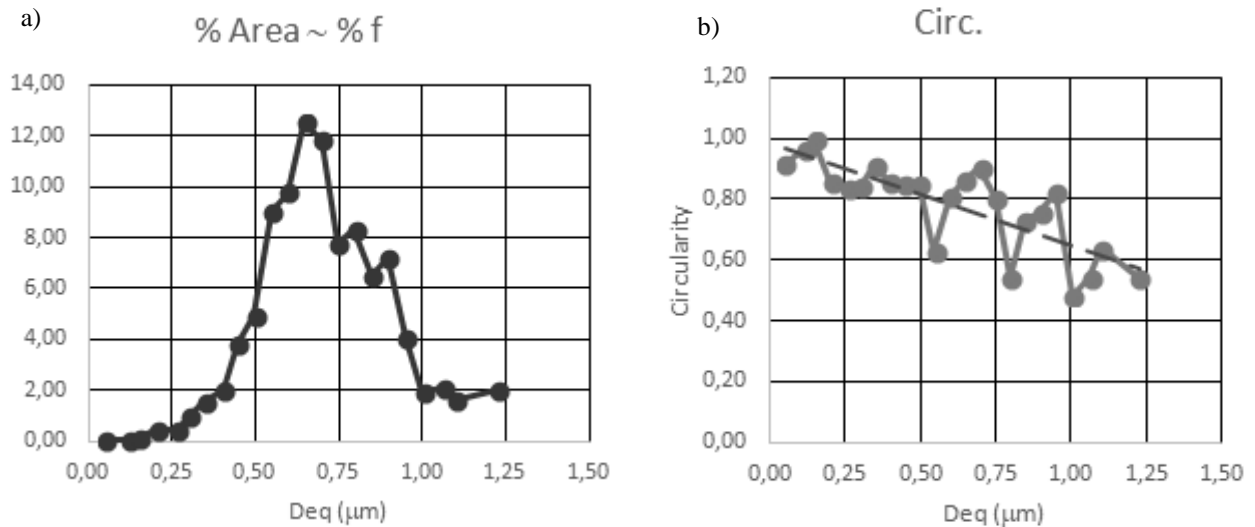 a)
% Area ~ % f
14,00
12,00
10,00
8,00
6,00
4,00
2,00
0,00
0,00 0,25 0,50 0,75 1,00 1,25 1,50
Deq (μm)
b)
Circ.
Circularity
1,20
1,00
0,80
0,60
0,40
0,20
0,00
0,00 0,25 0,50 0,75 1,00 1,25 1,50
Deq (μm)